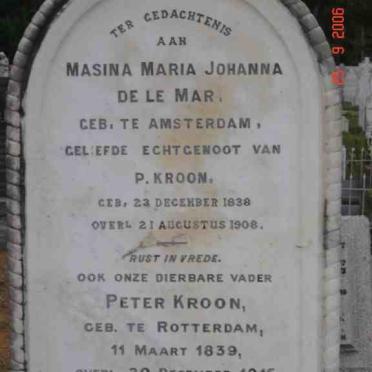 TER GEDACHTENIS
AAN
MASINA MARIA JOHANNA
DE LE MAR.
GEB. TE AMSTERDAM,
GELIEFDE ECHTGENOOT VAN
P. KROON.
GEB. 23 DECEMBER 1838
OVERL 21 AUGUSTUS 1908.
RUST IN VREDE.
OOK ONZE DIERBARE VADER
PETER KROON,
GEB. TE ROTTERDAM,
11 MAART 1839,
9 2006